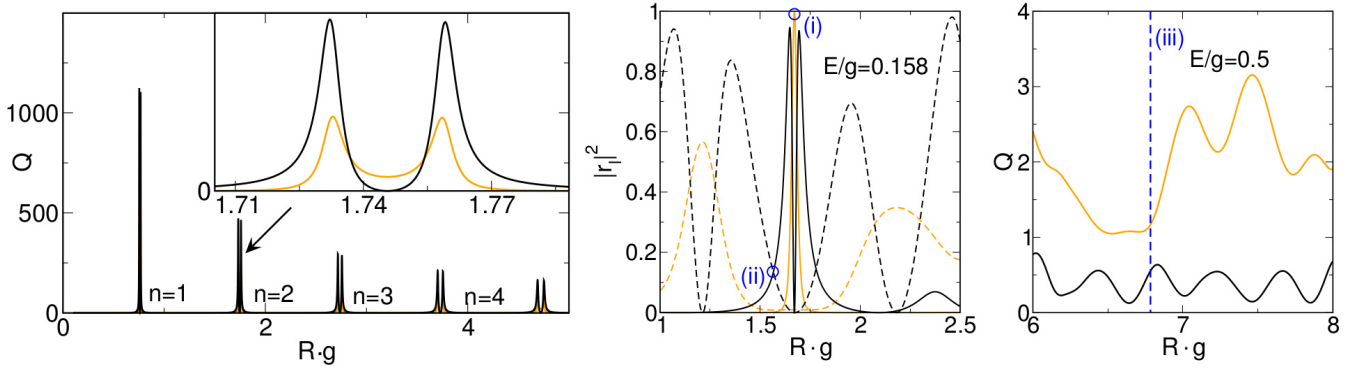 1000
500
0
Q
n=1
n=2
n=3
n=4
0
2
4
R·g
0
1.71
1.74
1.77
1
0.8
0.6
0.4
0.2
0
|r_l|²
(i)
E/g=0.158
(ii)
1
1.5
2
2.5
R·g
4
3
2
1
0
Q
(iii)
E/g=0.5
6
7
8
R·g